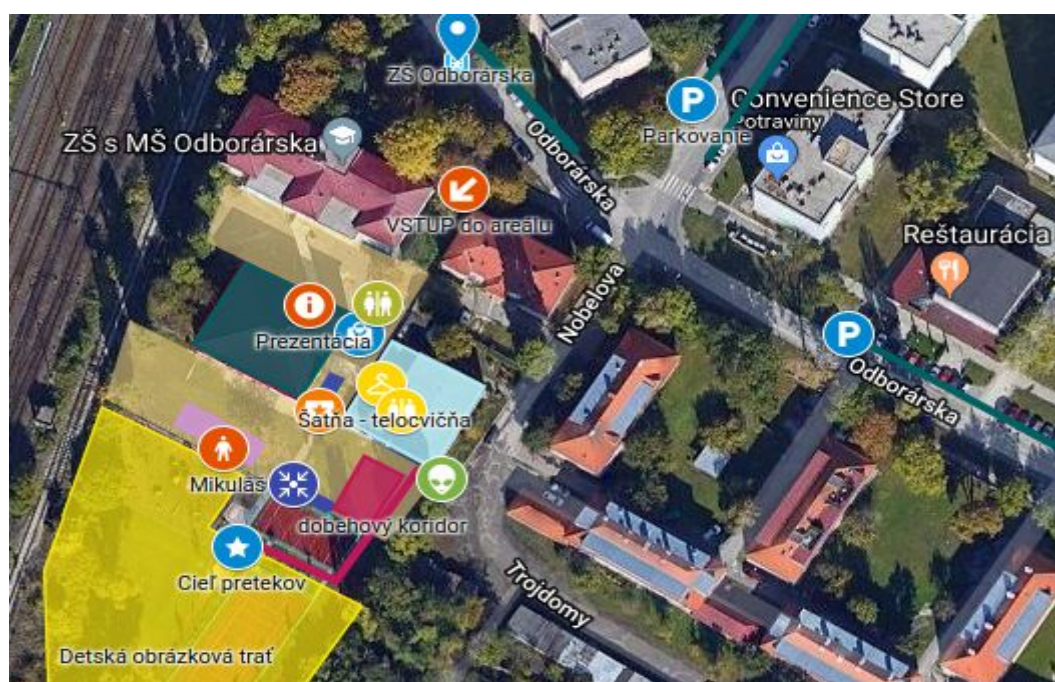 ZŠ Odborárska
P
Convenience Store
Potraviny
Parkovanie
ZŠ s MŠ Odborárska
Odborárska
VSTUP do areálu
Reštaurácia
Nobelova
Prezentácia
P
Odborárska
Šatňa - telocvičňa
Mikuláš
dobehový koridor
Cieľ pretekov
Trojdomy
Detská obrázková trať